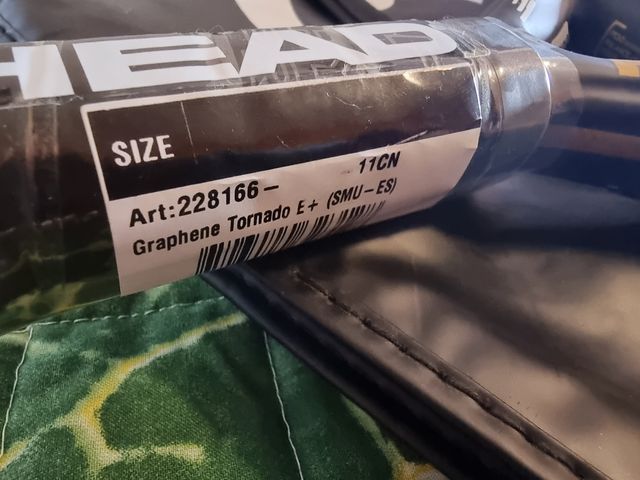 HEAD
SIZE
Art:228166- 11CN
Graphene Tornado E+ (SMU-ES)